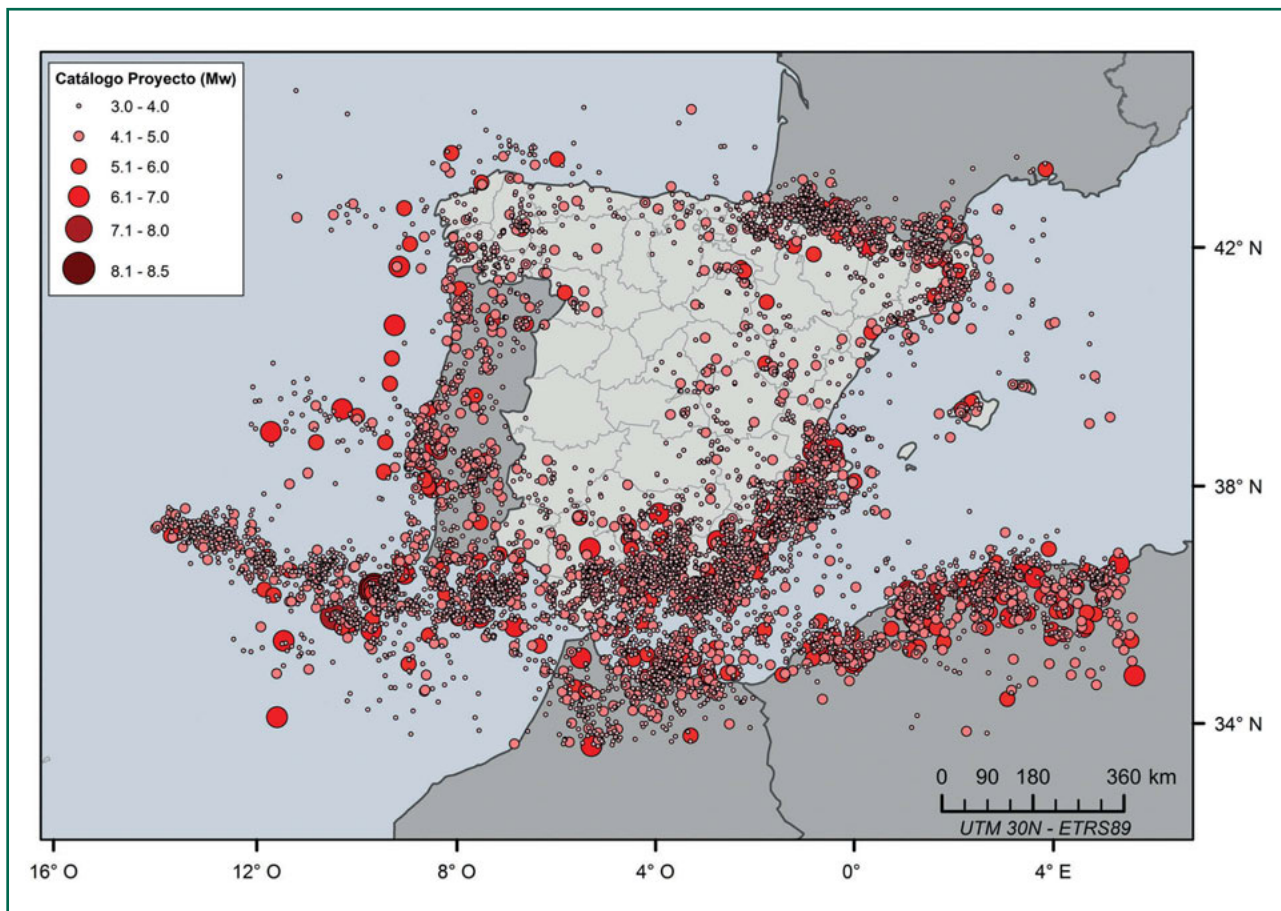 Catálogo Proyecto (Mw)
3.0 - 4.0
4.1 - 5.0
5.1 - 6.0
6.1 - 7.0
7.1 - 8.0
8.1 - 8.5
42° N
38° N
34° N
0 90 180 360 km
UTM 30N - ETRS89
16° O 12° O 8° O 4° O 0° 4° E